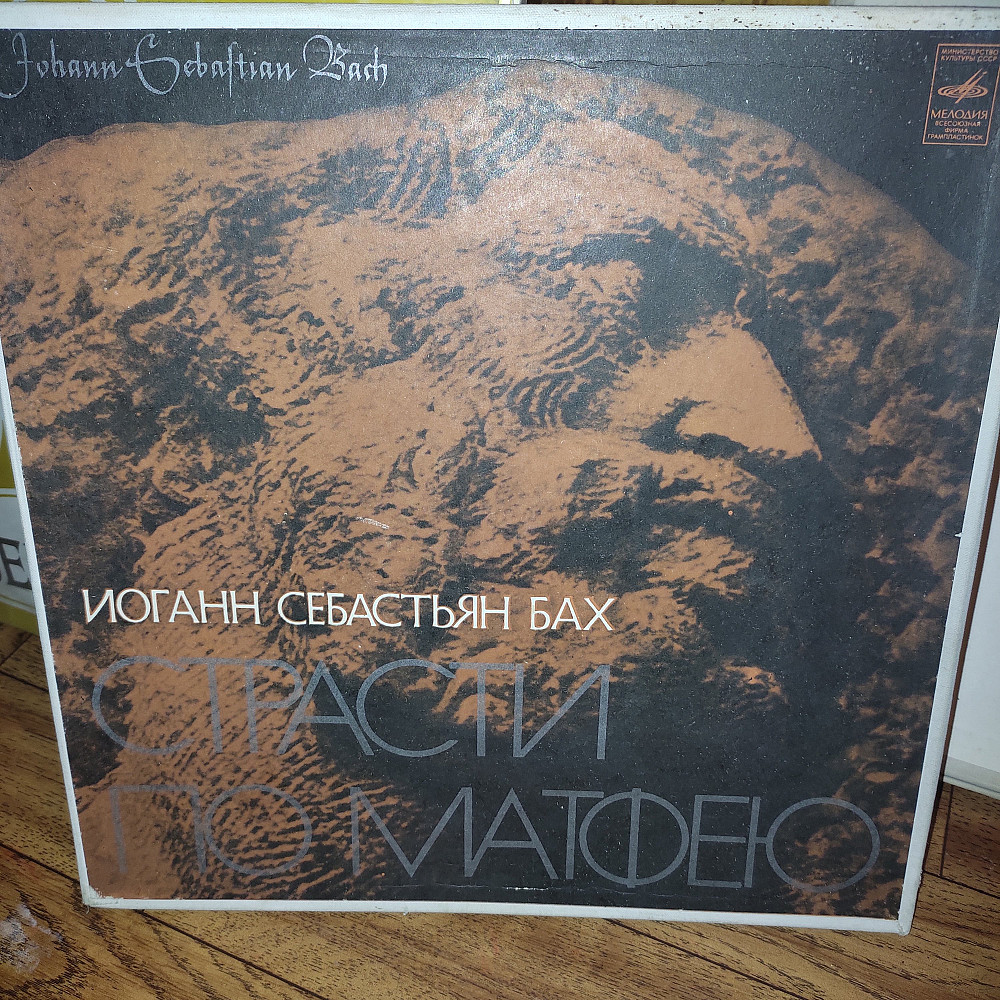 Johann Sebastian Bach
МИНИСТЕРСТВО
КУЛЬТУРЫ СССР
МЕЛОДИЯ
ВСЕСОЮЗНАЯ
ФИРМА
ГРАМПЛАСТИНОК
ИОГАНН СЕБАСТЬЯН БАХ
СТРАСТИ
ПО МАТФЕЮ